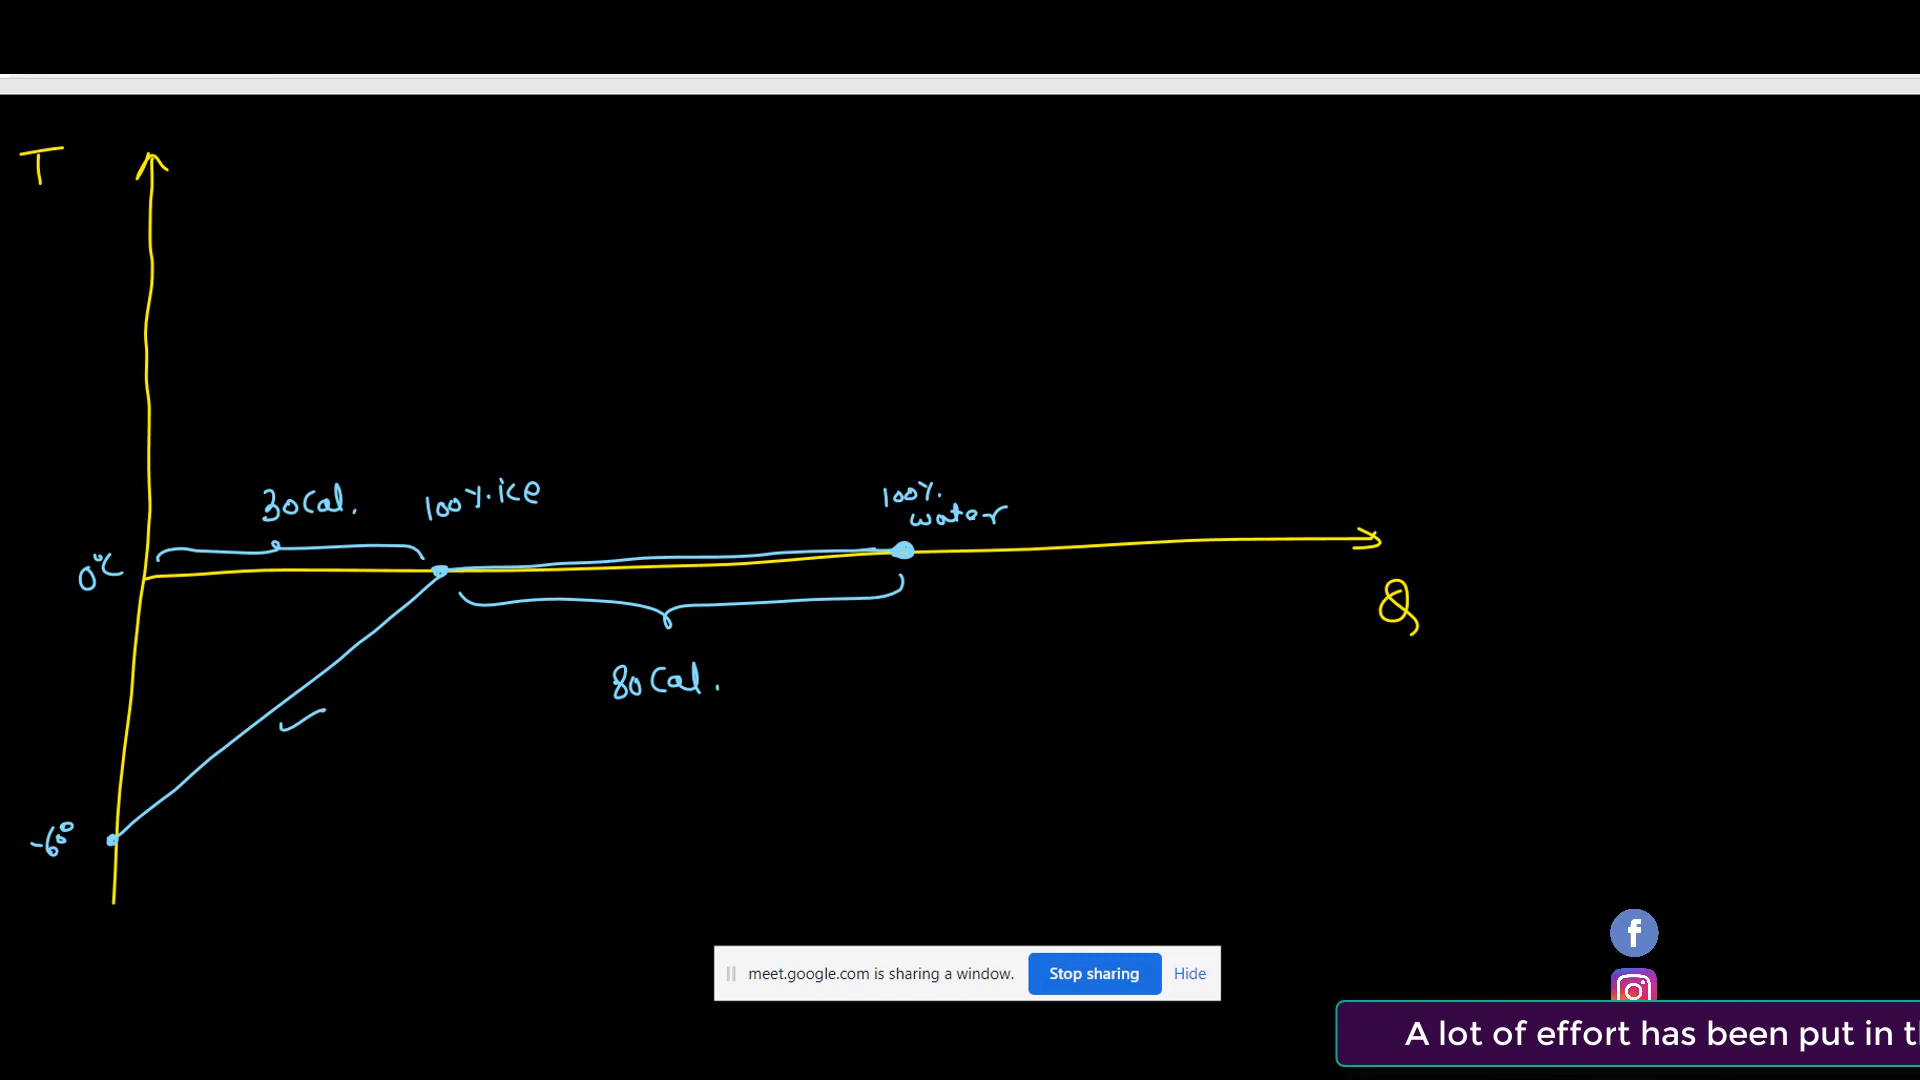 T
30 Cal.
100%. ice
100%.
water
0°C
Q
80 Cal.
-60°
meet.google.com is sharing a window.
Stop sharing
Hide
A lot of effort has been put in